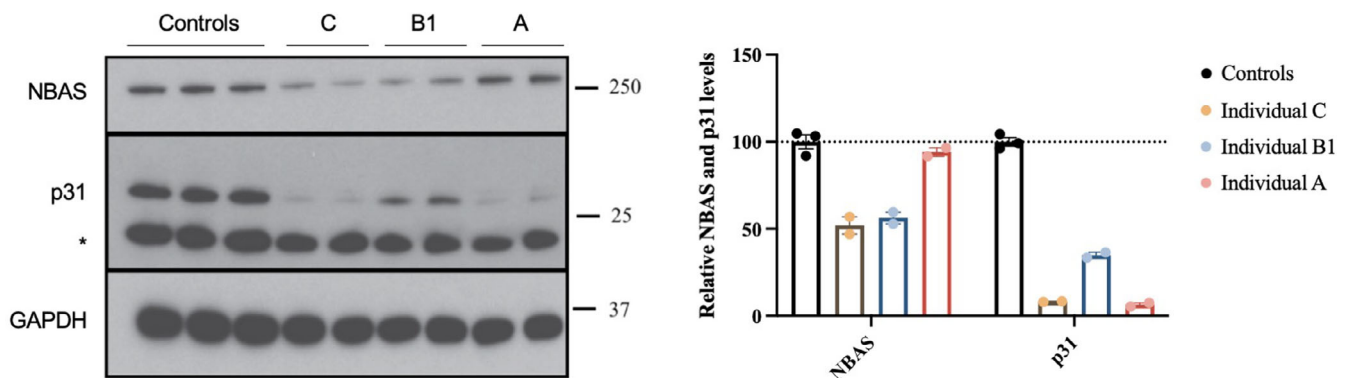 Controls C B1 A
NBAS
250
p31
25
*
GAPDH
37
Relative NBAS and p31 levels
150
100
50
0
NBAS
p31
Controls
Individual C
Individual B1
Individual A